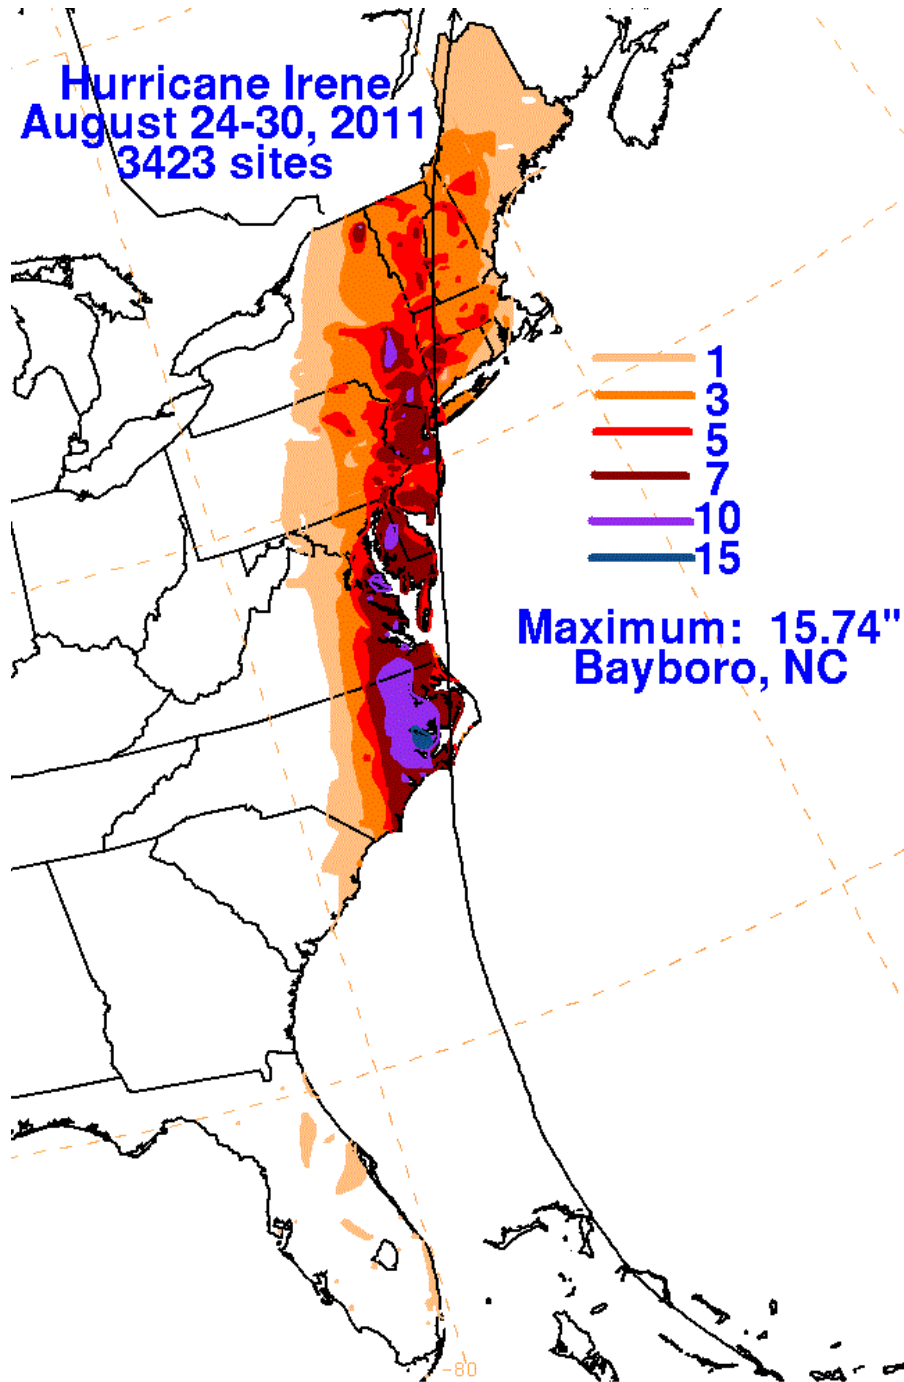 Hurricane Irene
August 24-30, 2011
3423 sites
1
3
5
7
10
15
Maximum: 15.74"
Bayboro, NC
-80